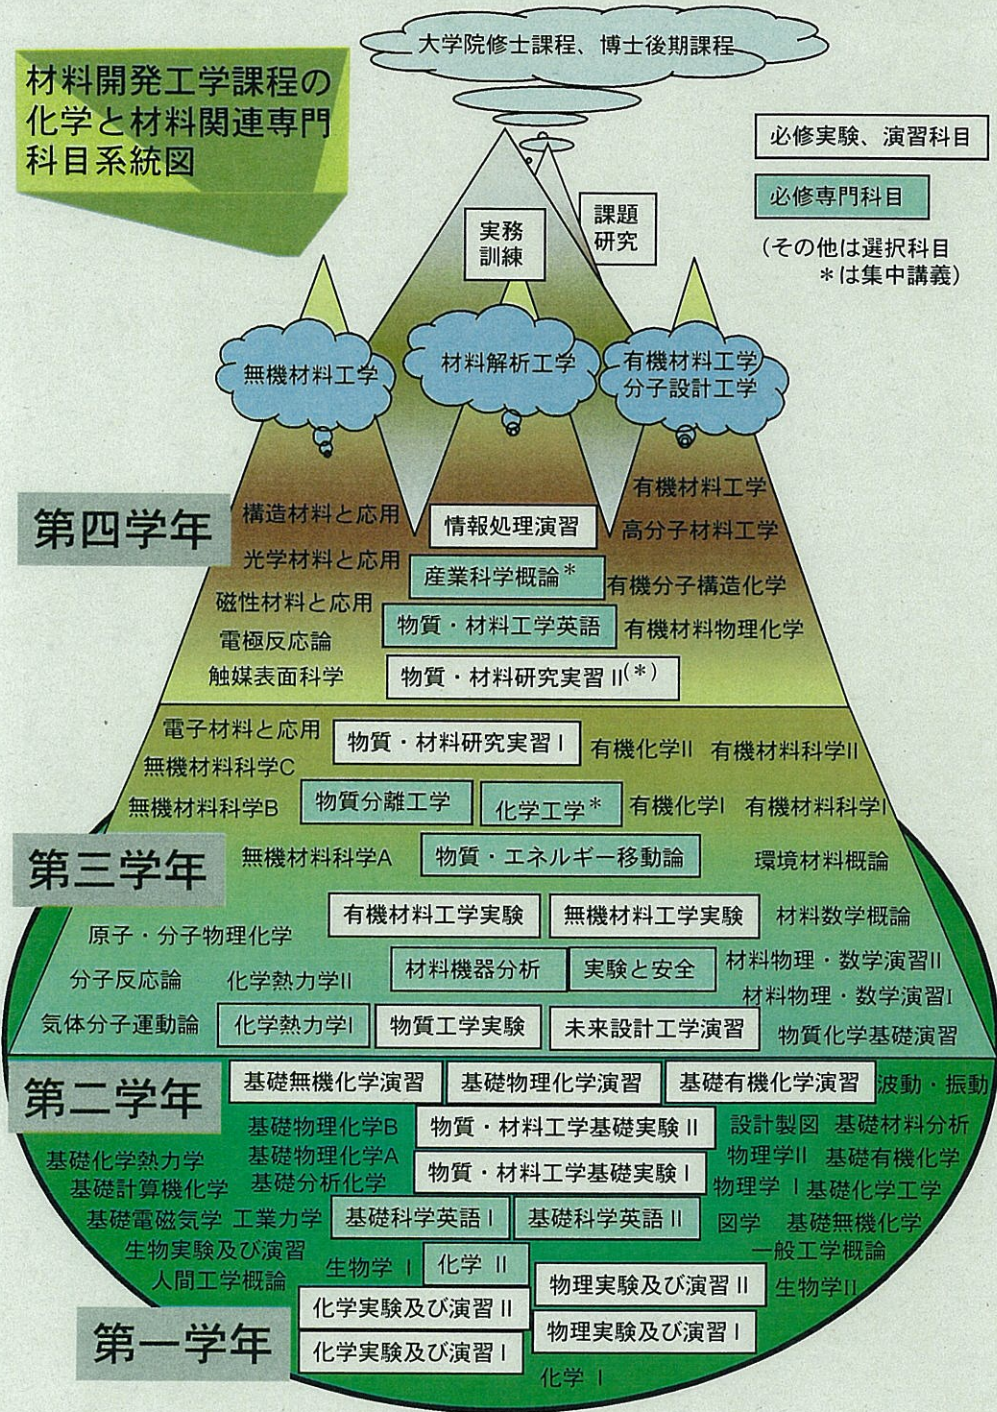 大学院修士課程、博士後期課程
材料開発工学課程の
化学と材料関連専門
科目系統図
必修実験、演習科目
必修専門科目
(その他は選択科目
*は集中講義)
実務
訓練
課題
研究
無機材料工学
材料解析工学
有機材料工学
分子設計工学
第四学年
有機材料工学
構造材料と応用
情報処理演習
高分子材料工学
光学材料と応用
産業科学概論*
有機分子構造化学
磁性材料と応用
物質・材料工学英語
有機材料物理化学
電極反応論
触媒表面科学
物質・材料研究実習 II(*)
電子材料と応用
物質・材料研究実習 I
有機化学II
有機材料科学II
無機材料科学C
無機材料科学B
物質分離工学
化学工学*
有機化学I
有機材料科学I
第三学年
無機材料科学A
物質・エネルギー移動論
環境材料概論
有機材料工学実験
無機材料工学実験
材料数学概論
原子・分子物理化学
分子反応論
化学熱力学II
材料機器分析
実験と安全
材料物理・数学演習II
材料物理・数学演習I
気体分子運動論
化学熱力学I
物質工学実験
未来設計工学演習
物質化学基礎演習
第二学年
基礎無機化学演習
基礎物理化学演習
基礎有機化学演習
波動・振動
基礎物理化学B
物質・材料工学基礎実験 II
設計製図
基礎材料分析
基礎化学熱力学
基礎物理化学A
物質・材料工学基礎実験 I
物理学II
基礎有機化学
基礎計算機化学
基礎分析化学
物理学 I
基礎化学工学
基礎電磁気学
工業力学
基礎科学英語 I
基礎科学英語 II
図学
基礎無機化学
生物実験及び演習
生物学 I
化学 II
一般工学概論
人間工学概論
物理実験及び演習 II
生物学II
化学実験及び演習 II
第一学年
物理実験及び演習 I
化学実験及び演習 I
化学 I